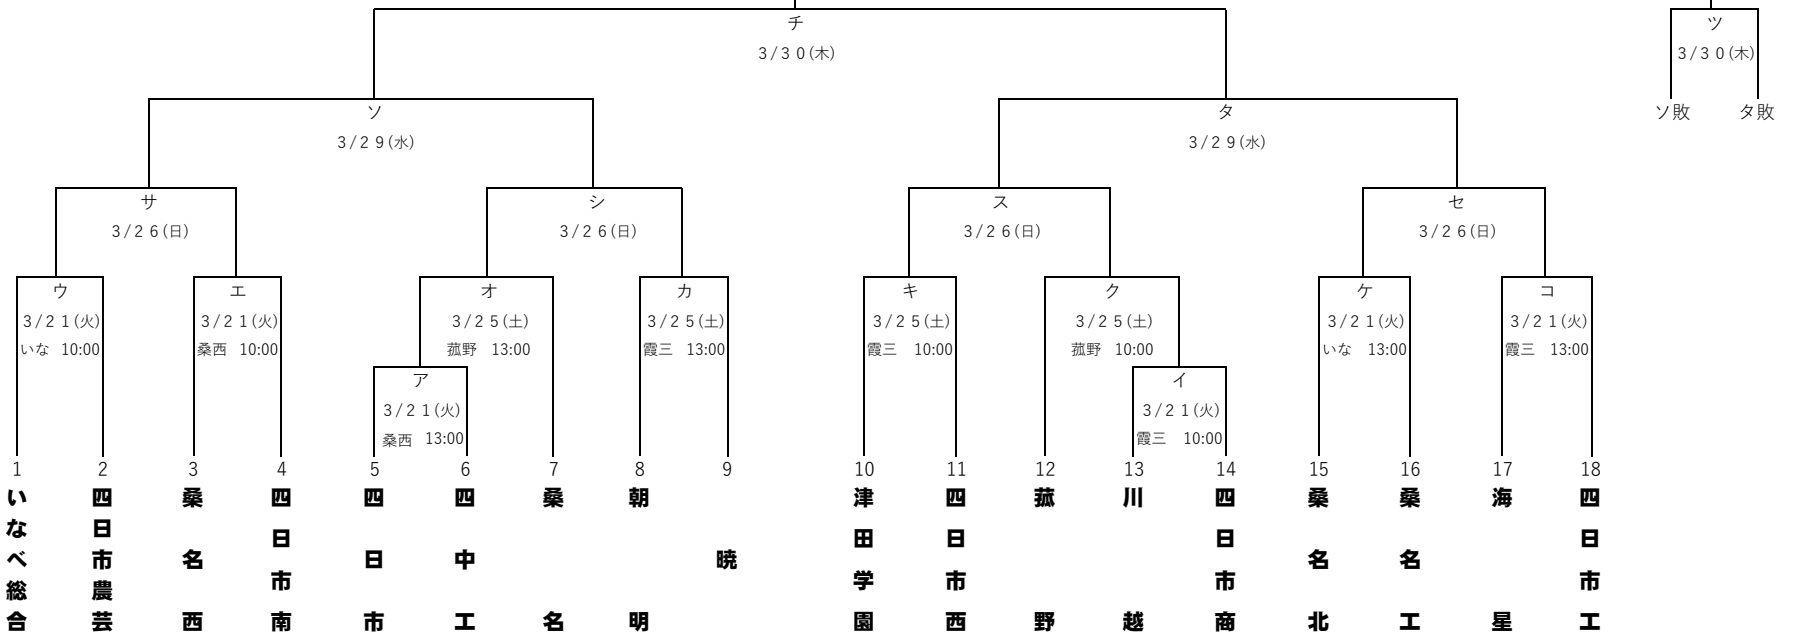 チ ツ
3/30(木) 3/30(木)
ソ タ ソ敗 タ敗
3/29(水) 3/29(水)
サ シ ス セ
3/26(日) 3/26(日) 3/26(日) 3/26(日)
ウ エ オ カ キ ク ケ コ
3/21(火) 3/21(火) 3/25(土) 3/25(土) 3/25(土) 3/25(土) 3/21(火) 3/21(火)
いな 10:00 桑西 10:00 菰野 13:00 霞三 13:00 霞三 10:00 菰野 10:00 いな 13:00 霞三 13:00
ア イ
3/21(火) 3/21(火)
桑西 13:00 霞三 10:00
1 2 3 4 5 6 7 8 9 10 11 12 13 14 15 16 17 18
いなべ総合
四日市農芸
桑名西
四日市南
四日市
四中工
桑名
朝明
暁
津田学園
四日市西
菰野
川越
四日市商
桑名北
桑名工
海星
四日市工